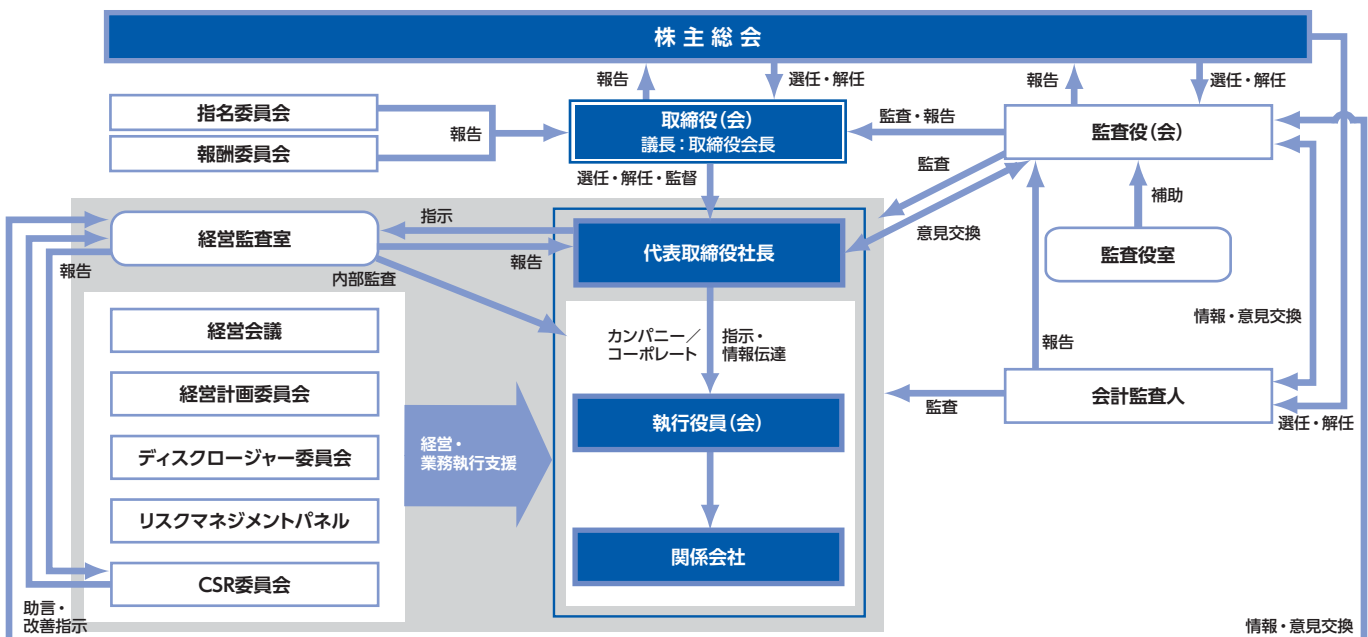 株主総会
報告
選任・解任
報告
選任・解任
指名委員会
報酬委員会
報告
取締役(会)
議長:取締役会長
監査・報告
監査役(会)
選任・解任・監督
監査
意見交換
補助
監査役室
経営監査室
指示
報告
内部監査
報告
代表取締役社長
経営会議
経営計画委員会
ディスクロージャー委員会
リスクマネジメントパネル
CSR委員会
経営・
業務執行支援
カンパニー/
コーポレート
指示・
情報伝達
執行役員(会)
関係会社
報告
情報・意見交換
監査
会計監査人
選任・解任
助言・
改善指示
情報・意見交換